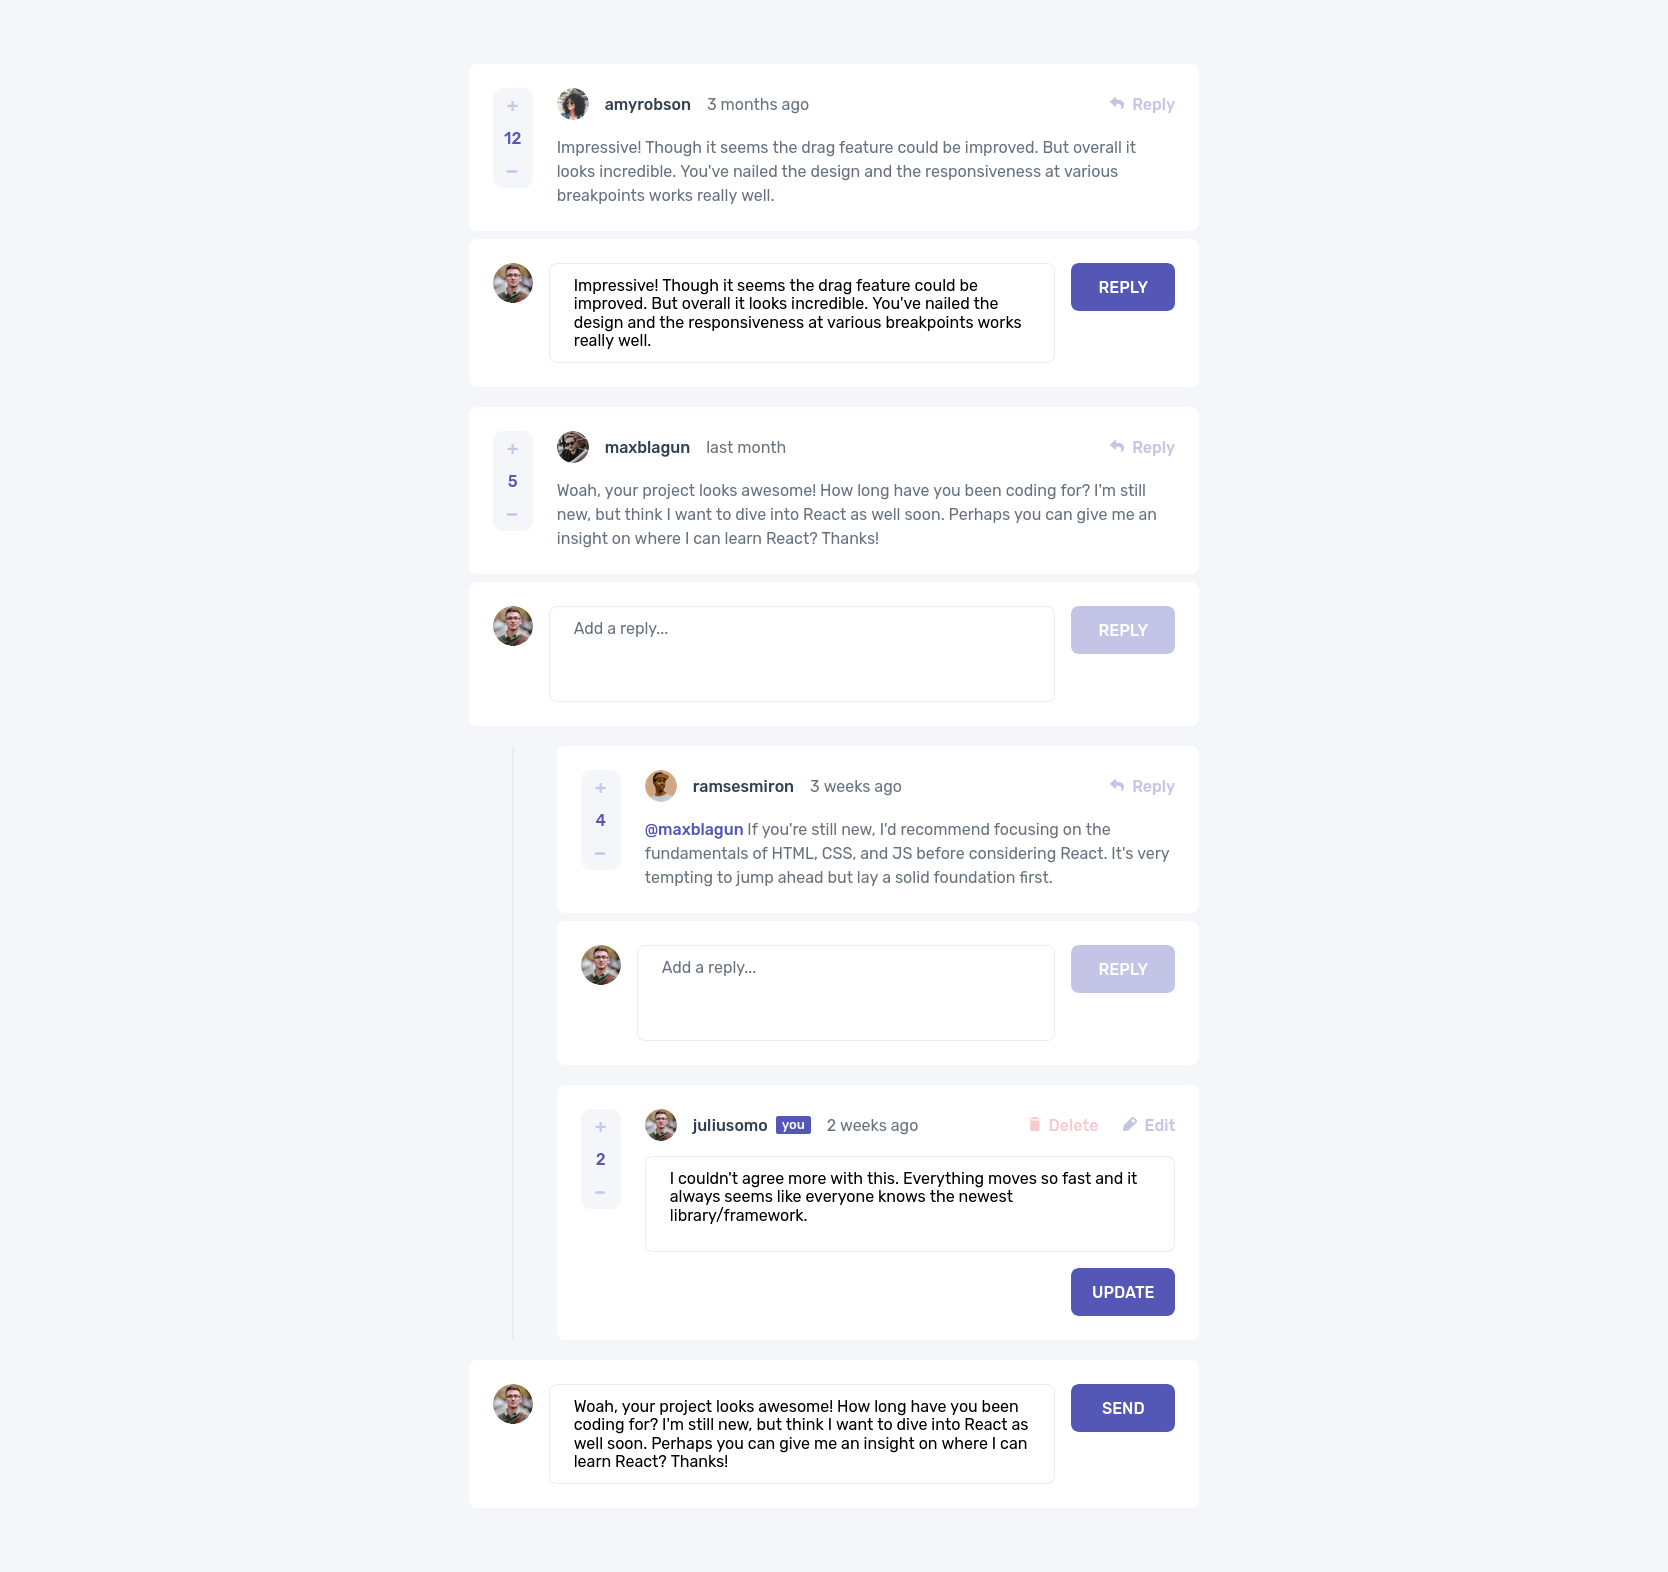 +
amyrobson 3 months ago Reply
12
Impressive! Though it seems the drag feature could be improved. But overall it
looks incredible. You've nailed the design and the responsiveness at various
breakpoints works really well.
–
Impressive! Though it seems the drag feature could be
improved. But overall it looks incredible. You've nailed the
design and the responsiveness at various breakpoints works
really well.
REPLY
+
maxblagun last month Reply
5
Woah, your project looks awesome! How long have you been coding for? I'm still
new, but think I want to dive into React as well soon. Perhaps you can give me an
insight on where I can learn React? Thanks!
–
Add a reply...
REPLY
+
ramsesmiron 3 weeks ago Reply
4
@maxblagun If you're still new, I'd recommend focusing on the
fundamentals of HTML, CSS, and JS before considering React. It's very
tempting to jump ahead but lay a solid foundation first.
–
Add a reply...
REPLY
+
juliusomo you 2 weeks ago Delete Edit
2
I couldn't agree more with this. Everything moves so fast and it
always seems like everyone knows the newest
library/framework.
–
UPDATE
Woah, your project looks awesome! How long have you been
coding for? I'm still new, but think I want to dive into React as
well soon. Perhaps you can give me an insight on where I can
learn React? Thanks!
SEND